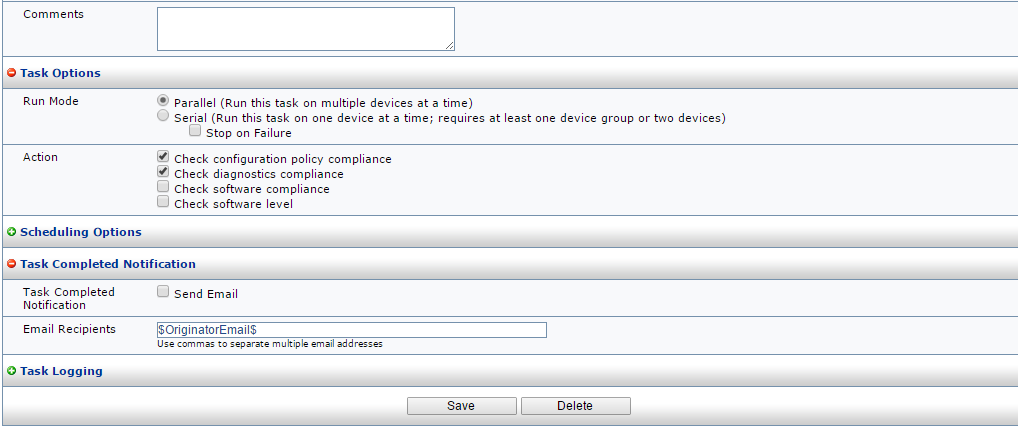 Comments
Task Options
Run Mode
Parallel (Run this task on multiple devices at a time)
Serial (Run this task on one device at a time; requires at least one device group or two devices)
Stop on Failure
Action
Check configuration policy compliance
Check diagnostics compliance
Check software compliance
Check software level
Scheduling Options
Task Completed Notification
Task Completed
Notification
Send Email
Email Recipients
$OriginatorEmail$
Use commas to separate multiple email addresses
Task Logging
Save
Delete